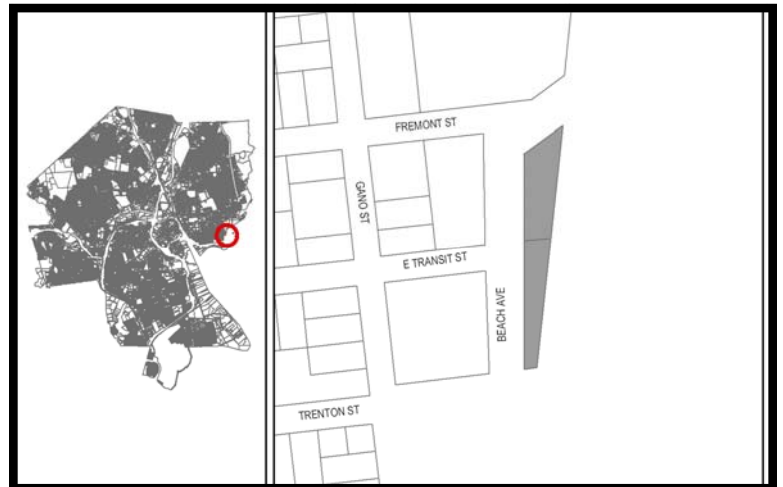 FREMONT ST
GANO ST
E TRANSIT ST
BEACH AVE
TRENTON ST